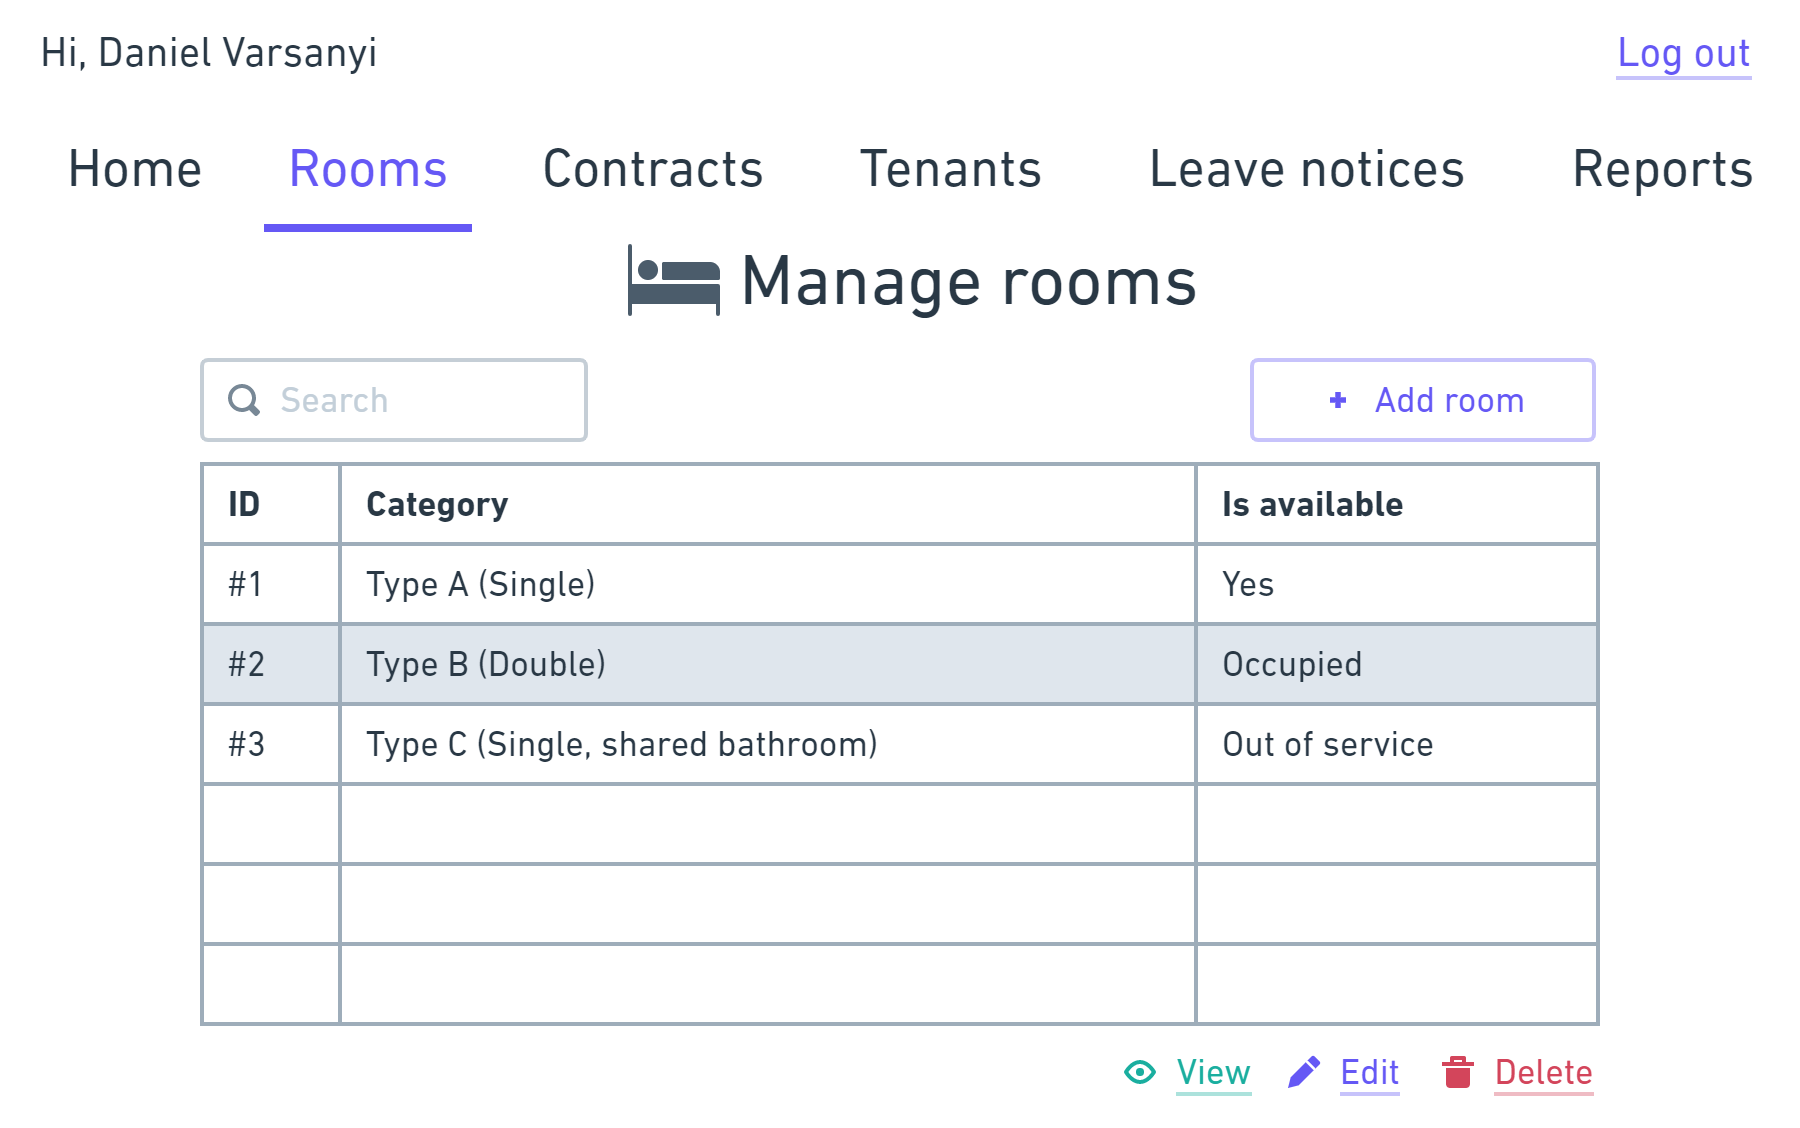 Hi, Daniel Varsanyi
Log out
Home Rooms Contracts Tenants Leave notices Reports
Manage rooms
Search
Add room
ID Category Is available
#1 Type A (Single) Yes
#2 Type B (Double) Occupied
#3 Type C (Single, shared bathroom) Out of service
View Edit Delete